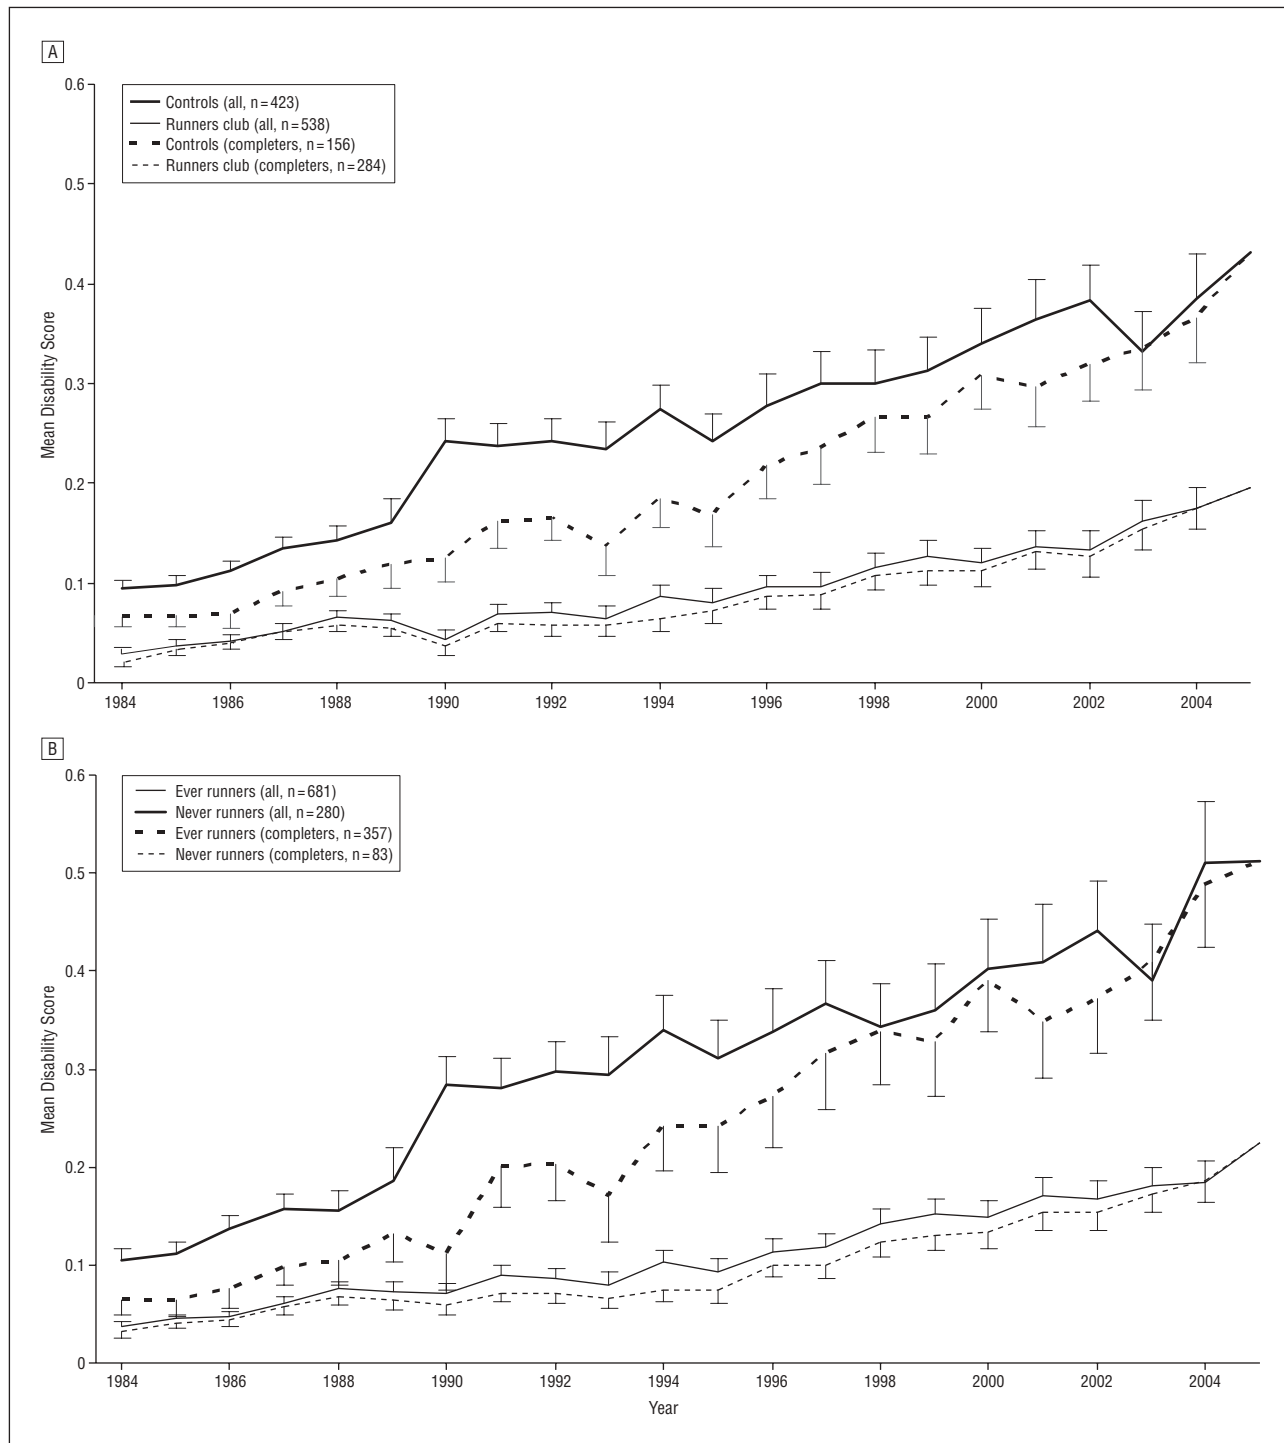 A
0.6
0.5
0.4
0.3
0.2
0.1
0
Mean Disability Score
Controls (all, n=423)
Runners club (all, n=538)
Controls (completers, n=156)
Runners club (completers, n=284)
1984 1986 1988 1990 1992 1994 1996 1998 2000 2002 2004
B
0.6
0.5
0.4
0.3
0.2
0.1
0
Mean Disability Score
Ever runners (all, n=681)
Never runners (all, n=280)
Ever runners (completers, n=357)
Never runners (completers, n=83)
1984 1986 1988 1990 1992 1994 1996 1998 2000 2002 2004
Year